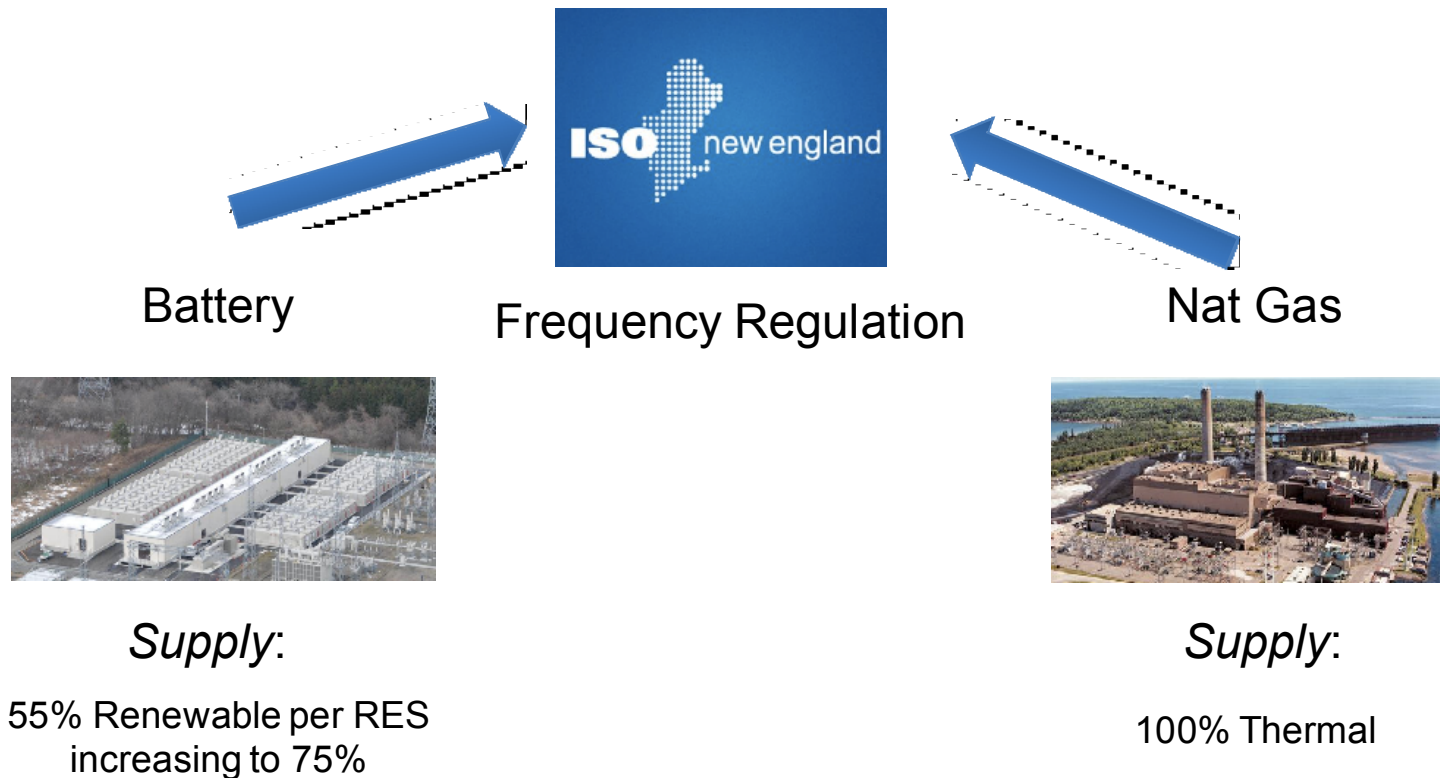 ISO new england
Battery
Frequency Regulation
Nat Gas
Supply:
55% Renewable per RES
increasing to 75%
Supply:
100% Thermal